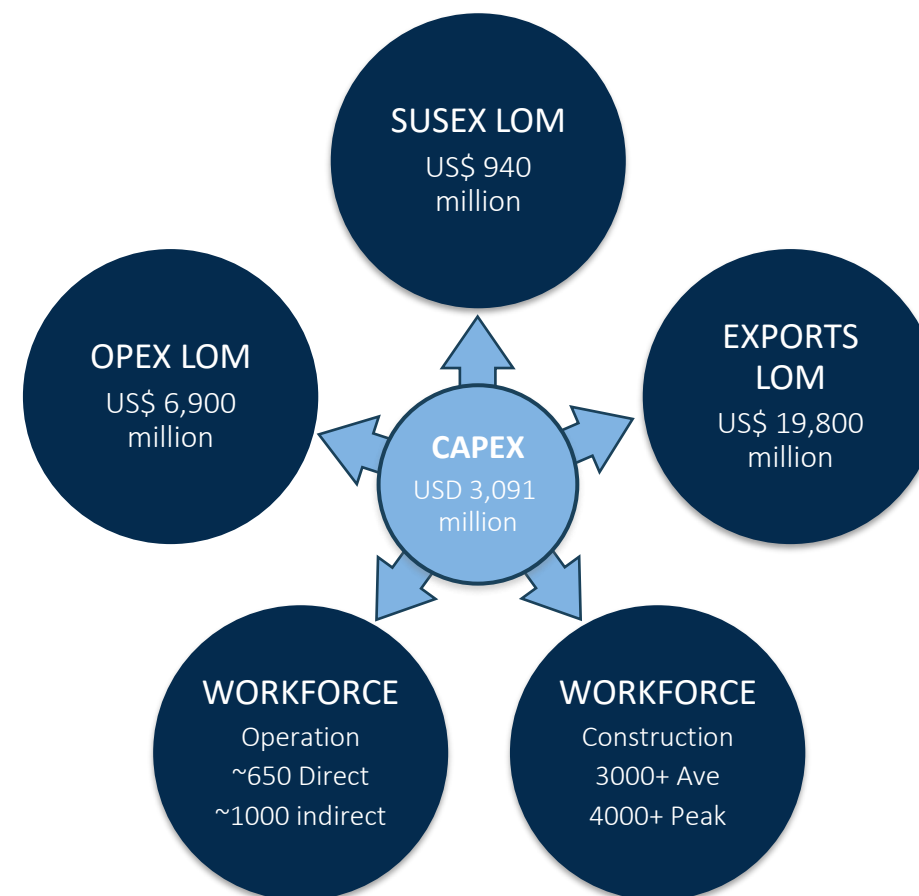 SUSEX LOM
US$ 940
million
OPEX LOM
US$ 6,900
million
EXPORTS
LOM
US$ 19,800
million
CAPEX
USD 3,091
million
WORKFORCE
Operation
~650 Direct
~1000 indirect
WORKFORCE
Construction
3000+ Ave
4000+ Peak